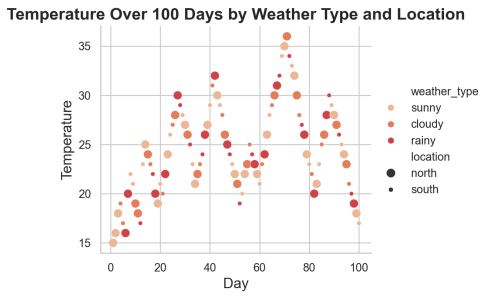 Temperature Over 100 Days by Weather Type and Location
35
30
25
20
15
Temperature
0
20
40
60
80
100
Day
weather_type
sunny
cloudy
rainy
location
north
south